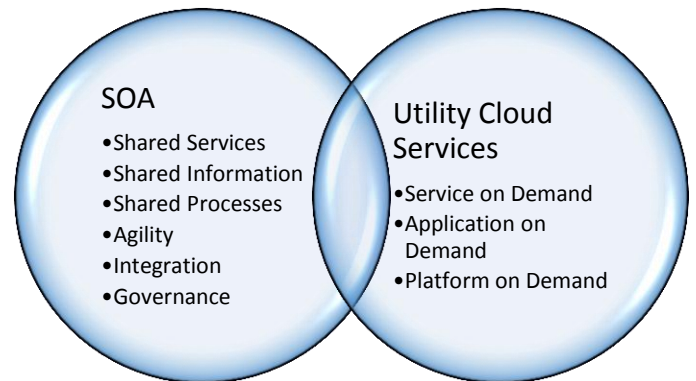 SOA
•Shared Services
•Shared Information
•Shared Processes
•Agility
•Integration
•Governance
Utility Cloud
Services
•Service on Demand
•Application on
Demand
•Platform on Demand